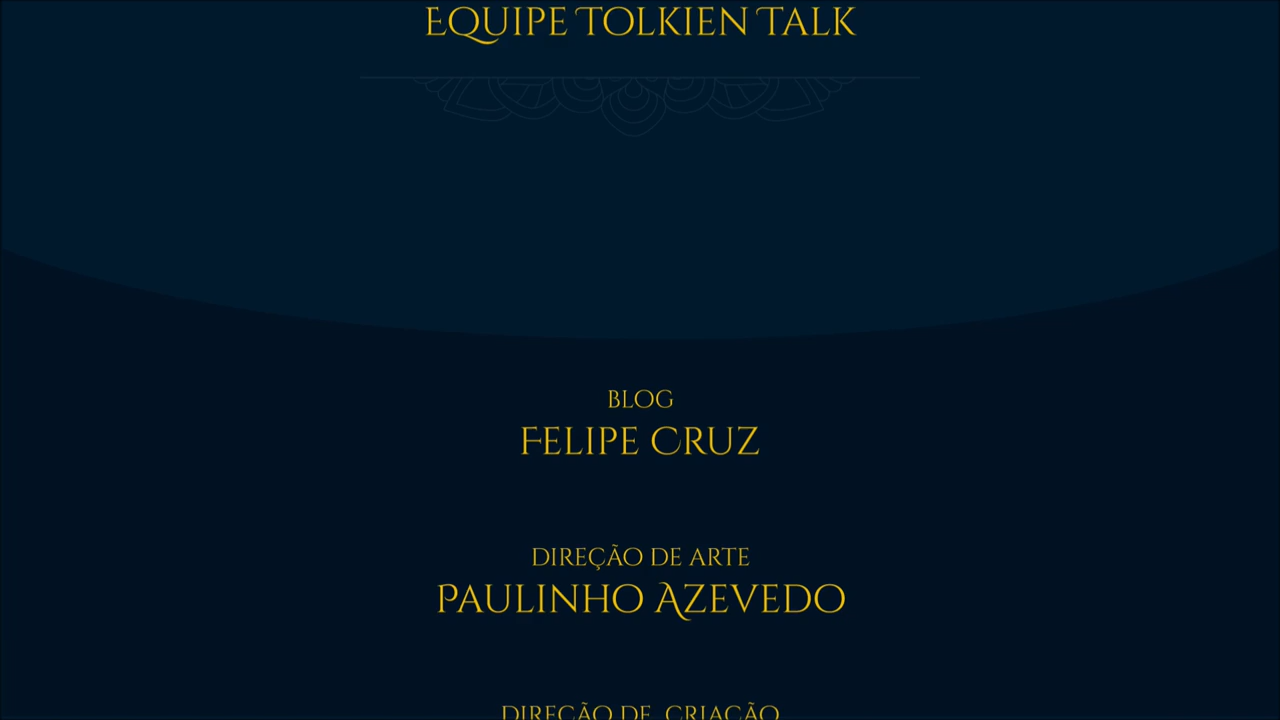 Equipe Tolkien Talk
Blog
Felipe Cruz
Direção de Arte
Paulinho Azevedo
Direção de Criação